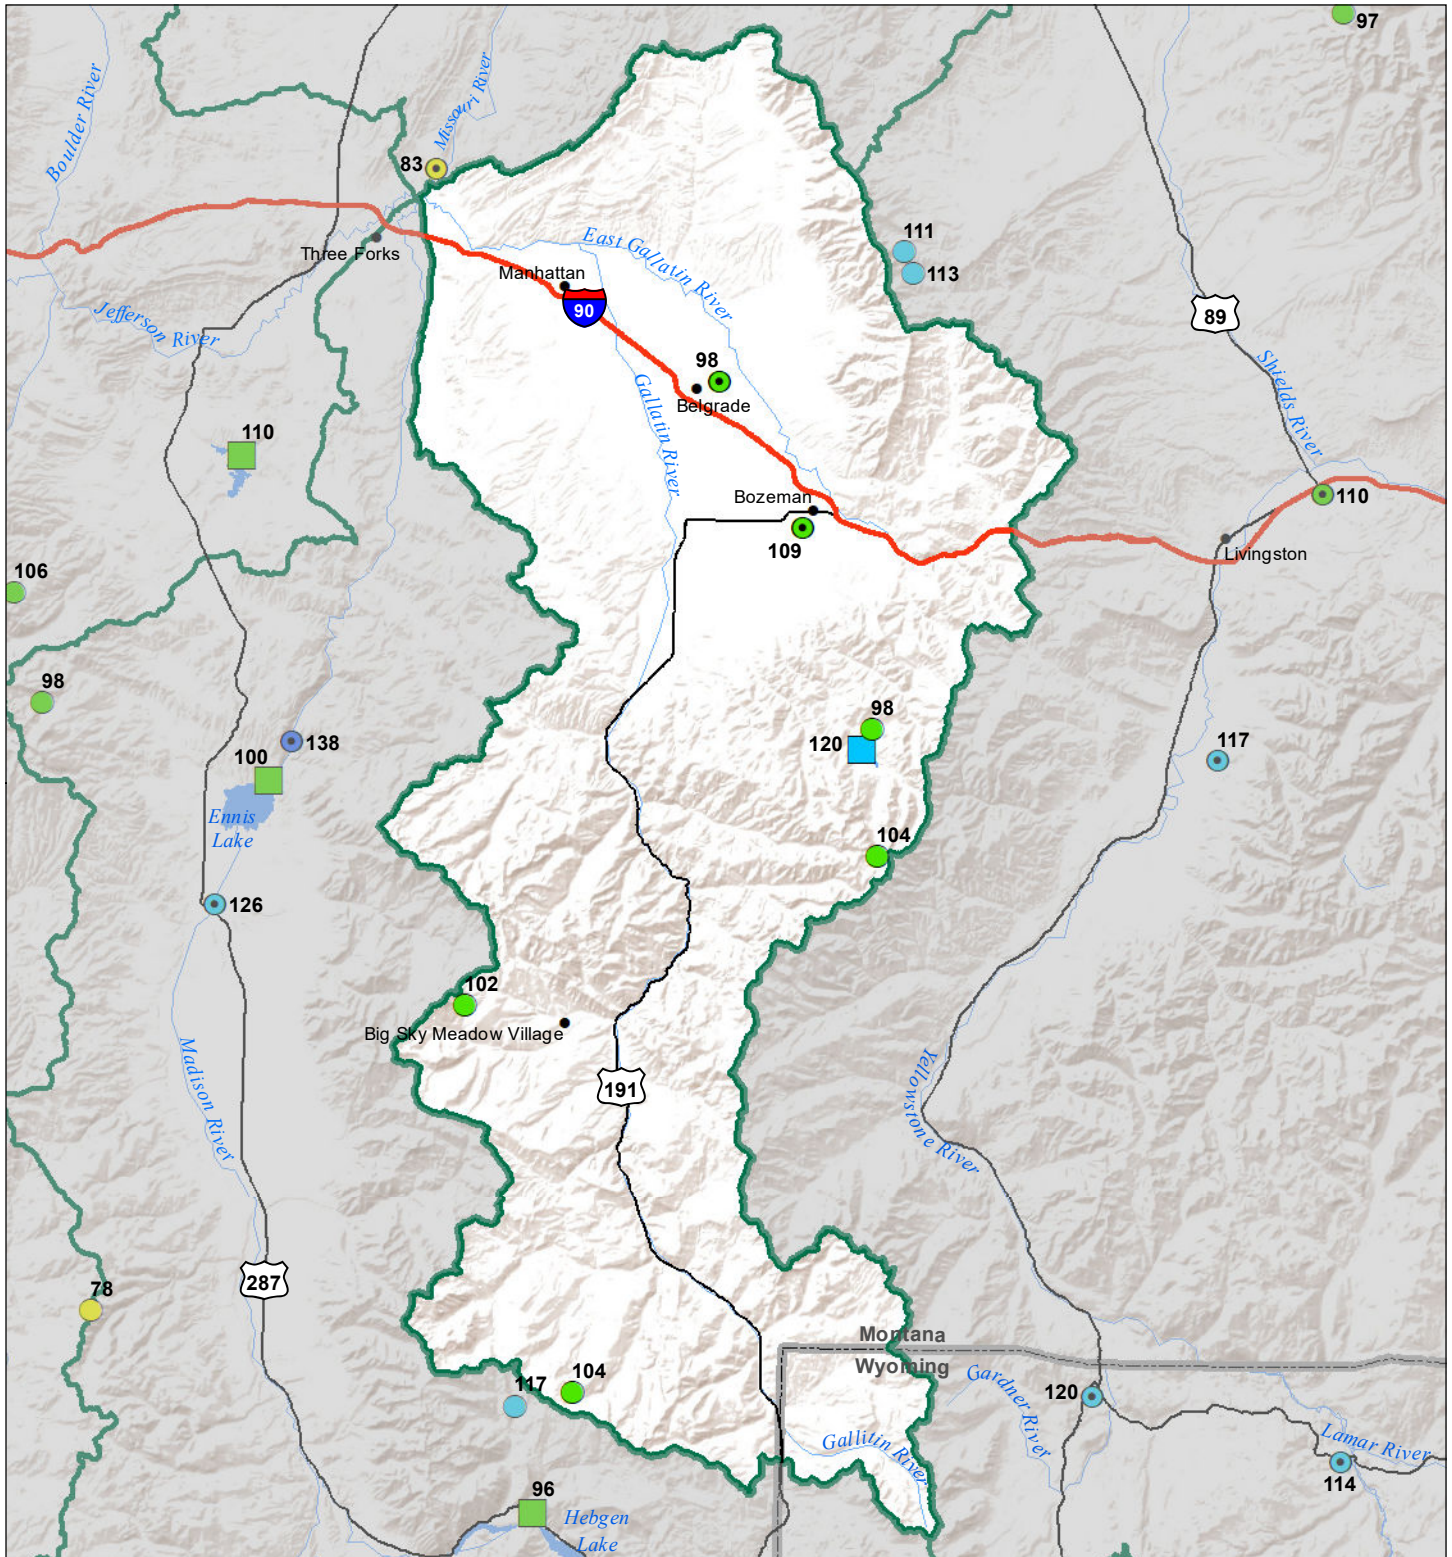 97
Boulder River
Missouri River
83
Three Forks
111
113
East Gallatin River
Manhattan
90
89
Jefferson River
Shields River
98
Belgrade
Gallatin River
110
Bozeman
109
110
Livingston
106
98
98
120
117
138
100
Ennis
Lake
104
126
102
Big Sky Meadow Village
Madison River
Yellowstone River
191
287
78
Montana
Wyoming
Gardner River
117
104
120
Gallitin River
Lamar River
114
96
Hebgen
Lake